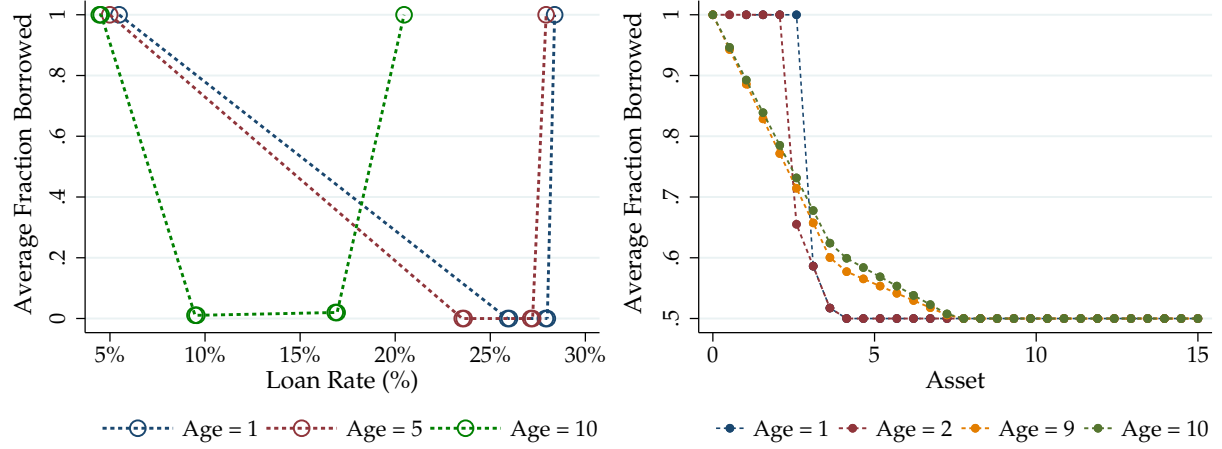 Average Fraction Borrowed
1
.8
.6
.4
.2
0
5% 10% 15% 20% 25% 30%
Loan Rate (%)
Age = 1 Age = 5 Age = 10
Average Fraction Borrowed
1
.9
.8
.7
.6
.5
0 5 10 15
Asset
Age = 1 Age = 2 Age = 9 Age = 10